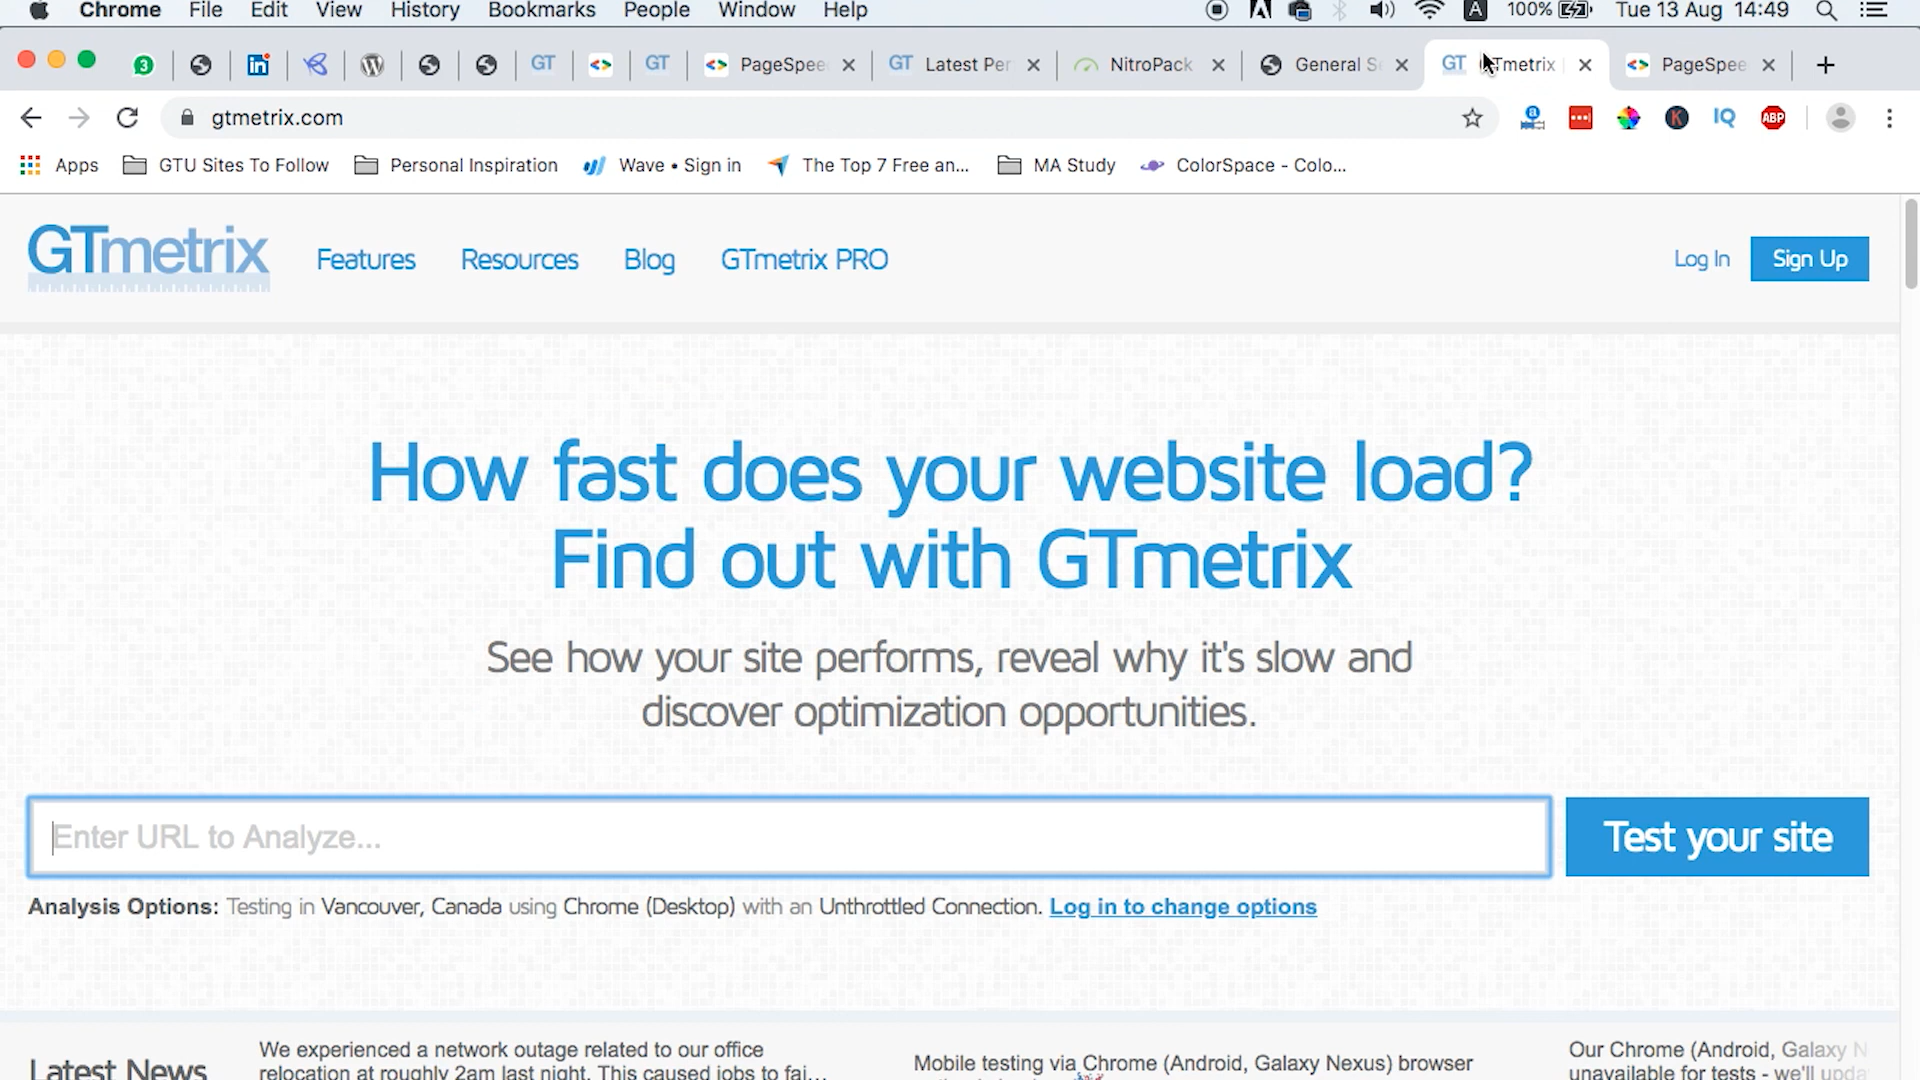 Chrome File Edit View History Bookmarks People Window Help 100% Tue 13 Aug 14:49
3 GT GT PageSpee Latest Per NitroPack General S GT Tmetrix PageSpee
gtmetrix.com IQ ABP
Apps GTU Sites To Follow Personal Inspiration Wave • Sign in The Top 7 Free an... MA Study ColorSpace - Colo...
GTmetrix Features Resources Blog GTmetrix PRO Log In Sign Up
How fast does your website load?
Find out with GTmetrix
See how your site performs, reveal why it's slow and
discover optimization opportunities.
Enter URL to Analyze... Test your site
Analysis Options: Testing in Vancouver, Canada using Chrome (Desktop) with an Unthrottled Connection. Log in to change options
Latest News
We experienced a network outage related to our office
relocation at roughly 2am last night. This caused jobs to fai...
Mobile testing via Chrome (Android, Galaxy Nexus) browser
Our Chrome (Android, Galaxy N
unavailable for tests - we'll upda